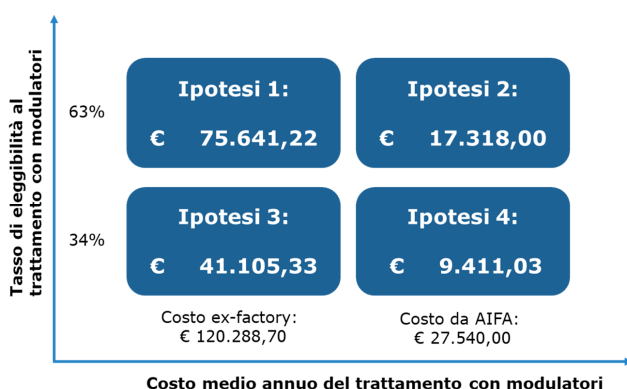 Tasso di eleggibilità al
trattamento con modulatori
63%
Ipotesi 1:
€ 75.641,22
Ipotesi 2:
€ 17.318,00
34%
Ipotesi 3:
€ 41.105,33
Ipotesi 4:
€ 9.411,03
Costo ex-factory:
€ 120.288,70
Costo da AIFA:
€ 27.540,00
Costo medio annuo del trattamento con modulatori